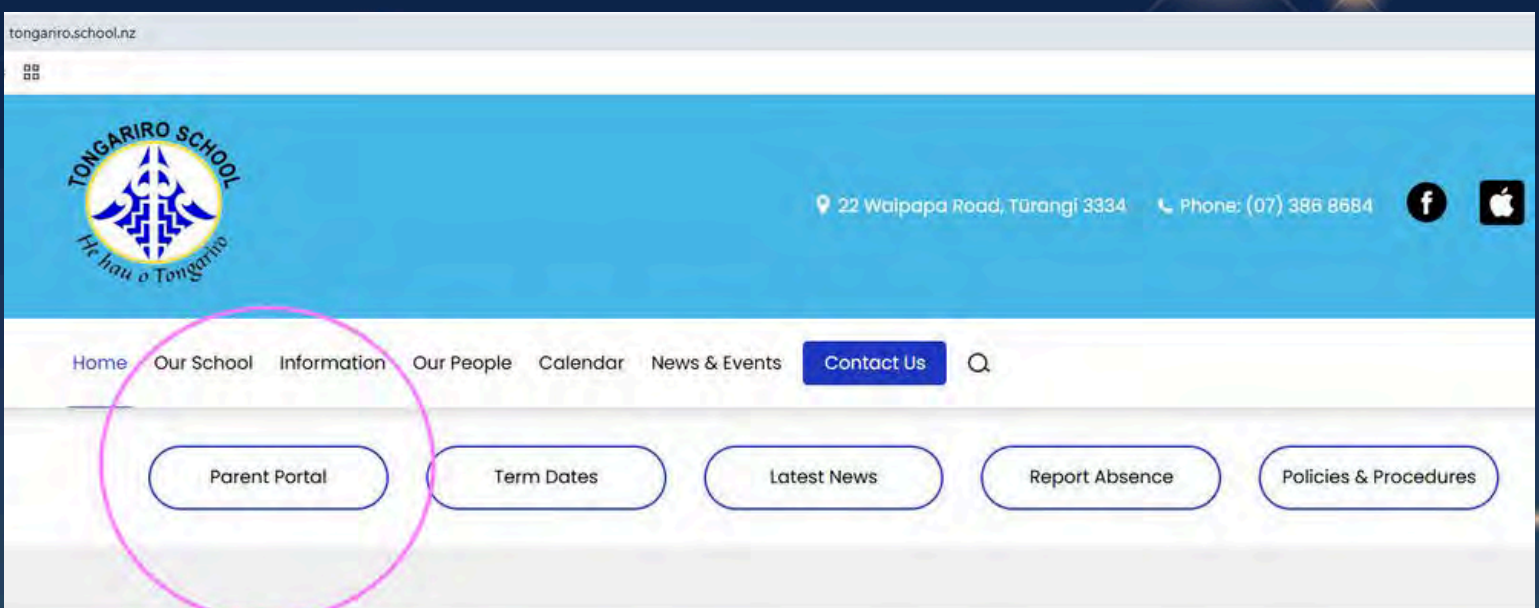 tongariro.school.nz
TONGARIRO SCHOOL
He hau o Tongariro
22 Waipapa Road, Tūrangi 3334 Phone: (07) 386 8684
Home Our School Information Our People Calendar News & Events Contact Us
Parent Portal Term Dates Latest News Report Absence Policies & Procedures